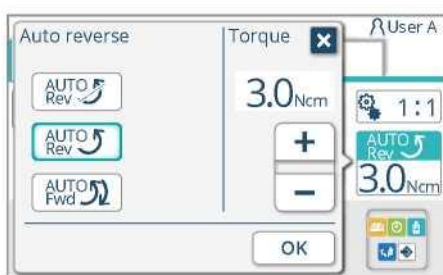 Auto reverse
Torque
User A
AUTO
Rev
AUTO
Rev
AUTO
Fwd
3.0Ncm
+
−
OK
1:1
AUTO
Rev
3.0Ncm